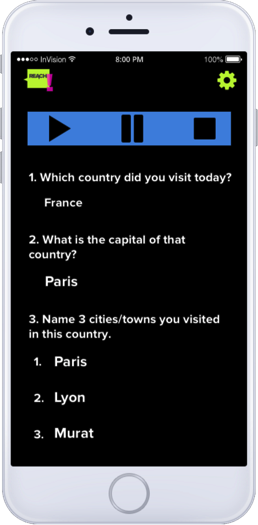 InVision 8:00 PM 100%
REACH!
1. Which country did you visit today?
France
2. What is the capital of that
country?
Paris
3. Name 3 cities/towns you visited
in this country.
1. Paris
2. Lyon
3. Murat